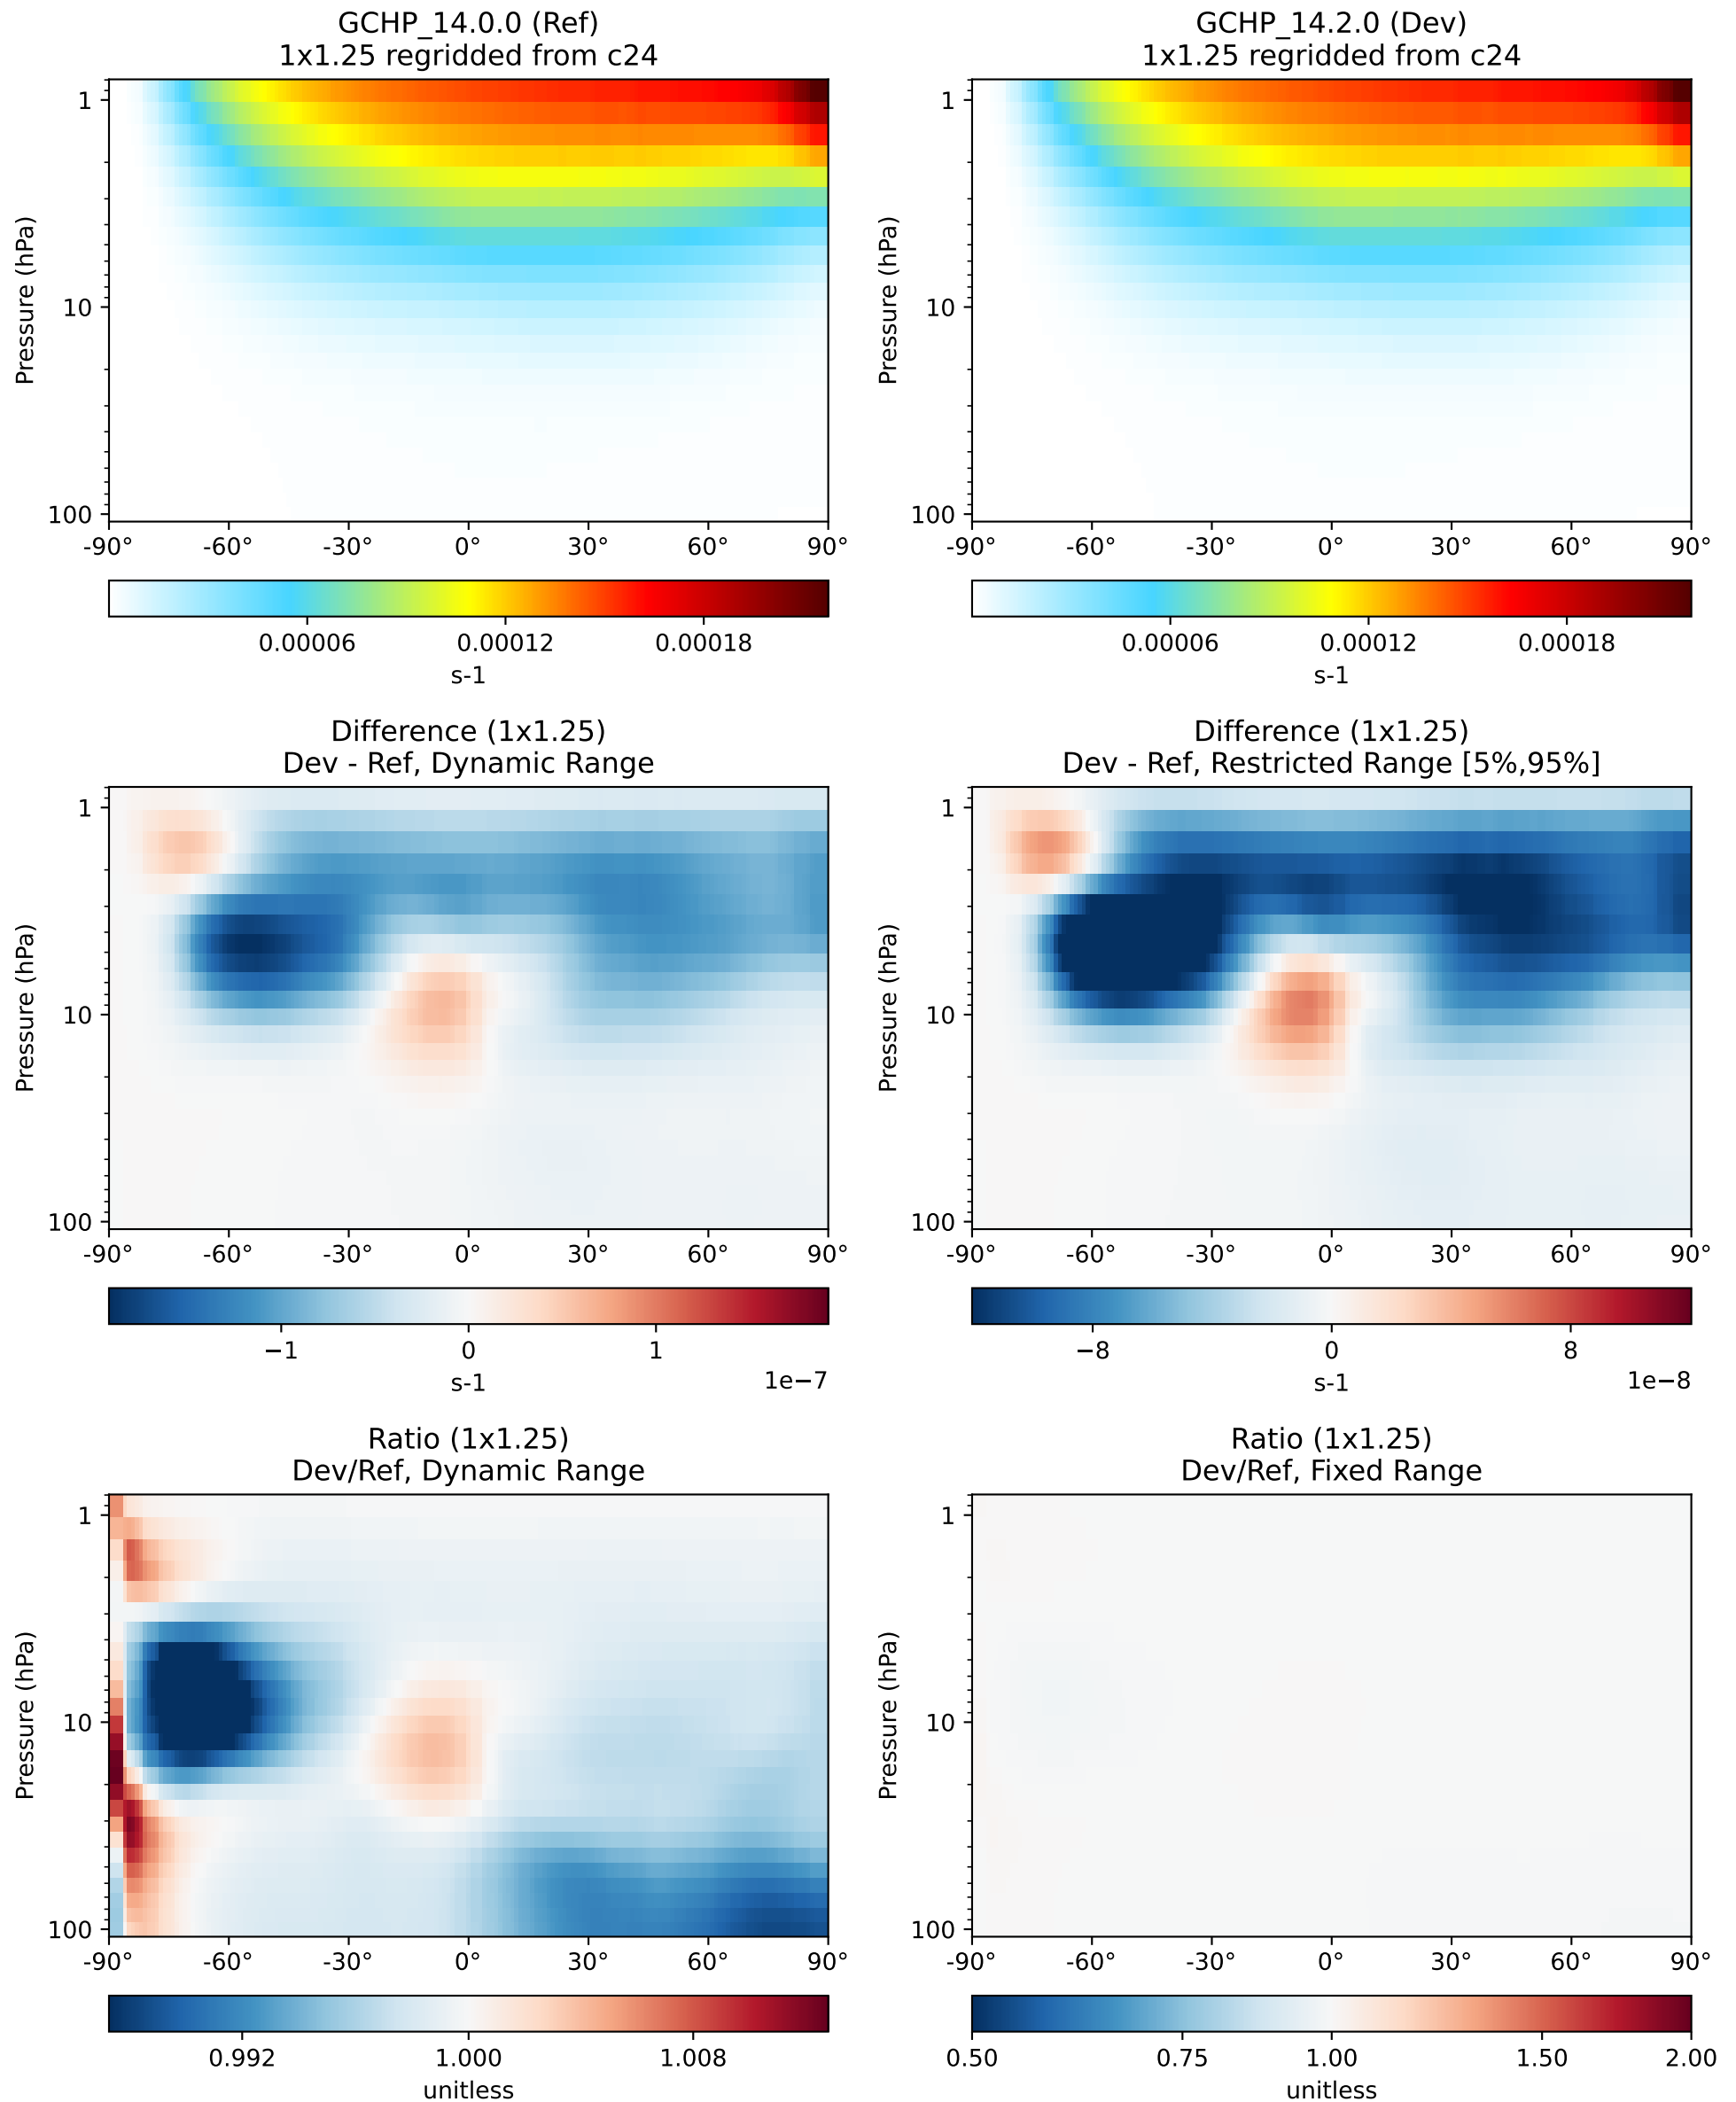 GCHP_14.0.0 (Ref)
1x1.25 regridded from c24
Pressure (hPa)
1
10
100
-90° -60° -30° 0° 30° 60° 90°
0.00006 0.00012 0.00018
s-1
GCHP_14.2.0 (Dev)
1x1.25 regridded from c24
Pressure (hPa)
1
10
100
-90° -60° -30° 0° 30° 60° 90°
0.00006 0.00012 0.00018
s-1
Difference (1x1.25)
Dev - Ref, Dynamic Range
Pressure (hPa)
1
10
100
-90° -60° -30° 0° 30° 60° 90°
−1 0 1
s-1 1e−7
Difference (1x1.25)
Dev - Ref, Restricted Range [5%,95%]
Pressure (hPa)
1
10
100
-90° -60° -30° 0° 30° 60° 90°
−8 0 8
s-1 1e−8
Ratio (1x1.25)
Dev/Ref, Dynamic Range
Pressure (hPa)
1
10
100
-90° -60° -30° 0° 30° 60° 90°
0.992 1.000 1.008
unitless
Ratio (1x1.25)
Dev/Ref, Fixed Range
Pressure (hPa)
1
10
100
-90° -60° -30° 0° 30° 60° 90°
0.50 0.75 1.00 1.50 2.00
unitless